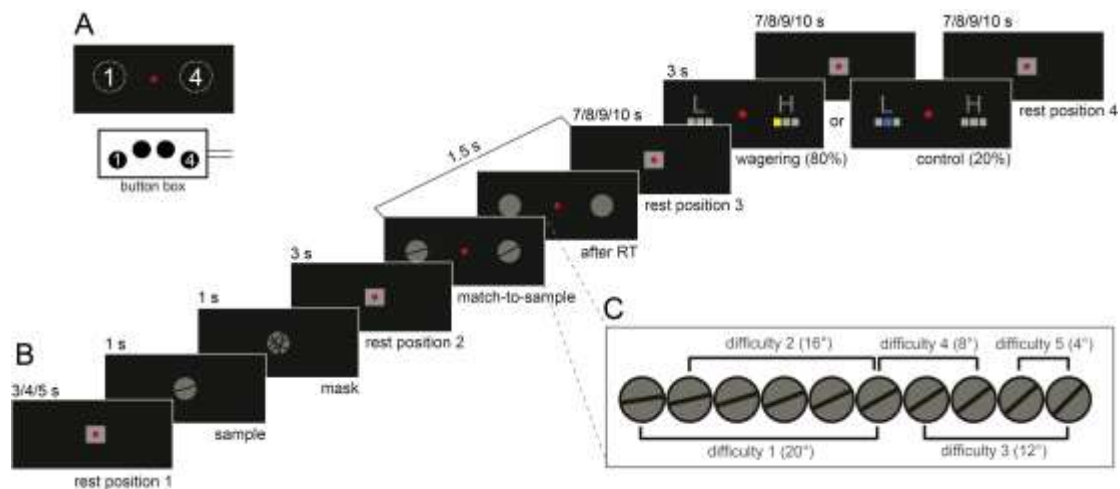 A
1 4
1 4
button box
B
3/4/5 s
rest position 1
1 s
sample
1 s
mask
3 s
rest position 2
1.5 s
match-to-sample
after RT
7/8/9/10 s
rest position 3
3 s
L H
wagering (80%)
or
L H
control (20%)
7/8/9/10 s
7/8/9/10 s
rest position 4
C
difficulty 2 (16°)
difficulty 4 (8°)
difficulty 5 (4°)
difficulty 1 (20°)
difficulty 3 (12°)